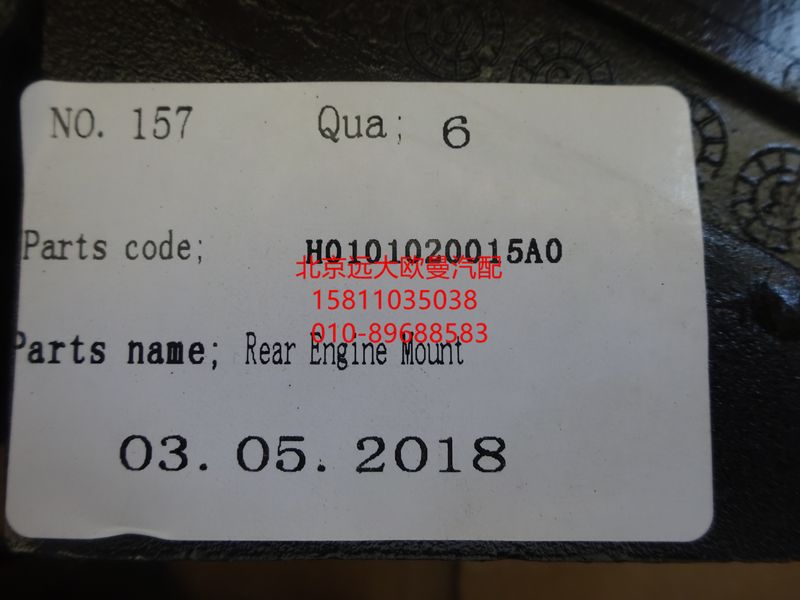 NO. 157 Qua; 6
Parts code; H0101020015A0
北京远大欧曼汽配
15811035038
010-89688583
Parts name; Rear Engine Mount
03. 05. 2018